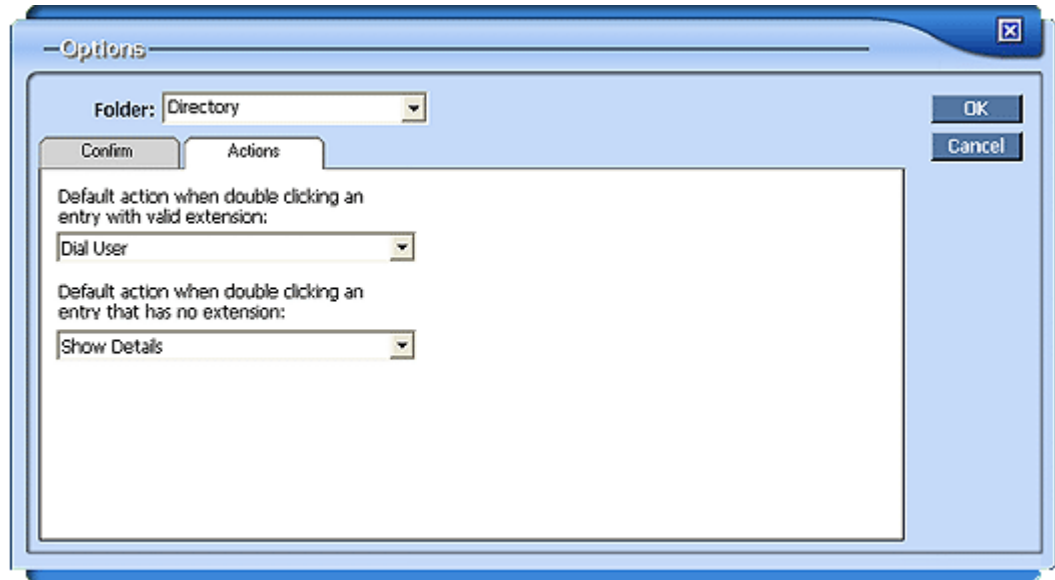 Options
Folder: Directory
OK
Cancel
Confirm Actions
Default action when double clicking an
entry with valid extension:
Dial User
Default action when double clicking an
entry that has no extension:
Show Details